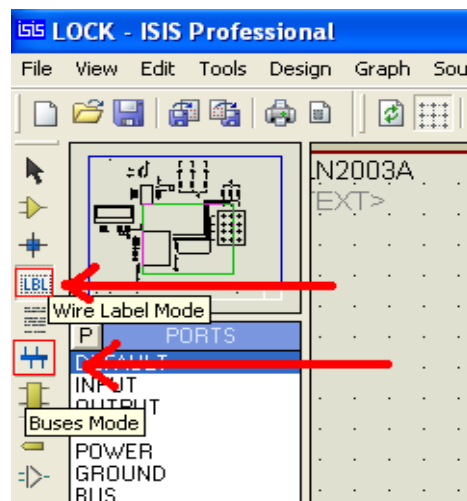 isis LOCK - ISIS Professional
File View Edit Tools Design Graph Sou
N2003A
EXT>
LBL
Wire Label Mode
P PORTS
DEFAULT
INPUT
OUTPUT
Buses Mode
POWER
GROUND
BUS